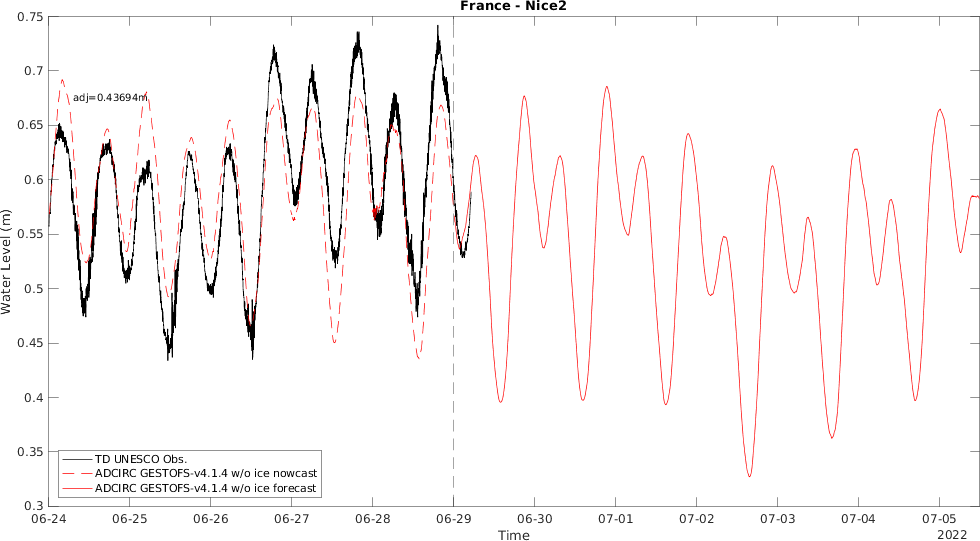 France - Nice2
0.75
0.7
0.65
0.6
0.55
0.5
0.45
0.4
0.35
0.3
Water Level (m)
adj=0.43694m
TD UNESCO Obs.
ADCIRC GESTOFS-v4.1.4 w/o ice nowcast
ADCIRC GESTOFS-v4.1.4 w/o ice forecast
06-24 06-25 06-26 06-27 06-28 06-29 06-30 07-01 07-02 07-03 07-04 07-05
Time
2022